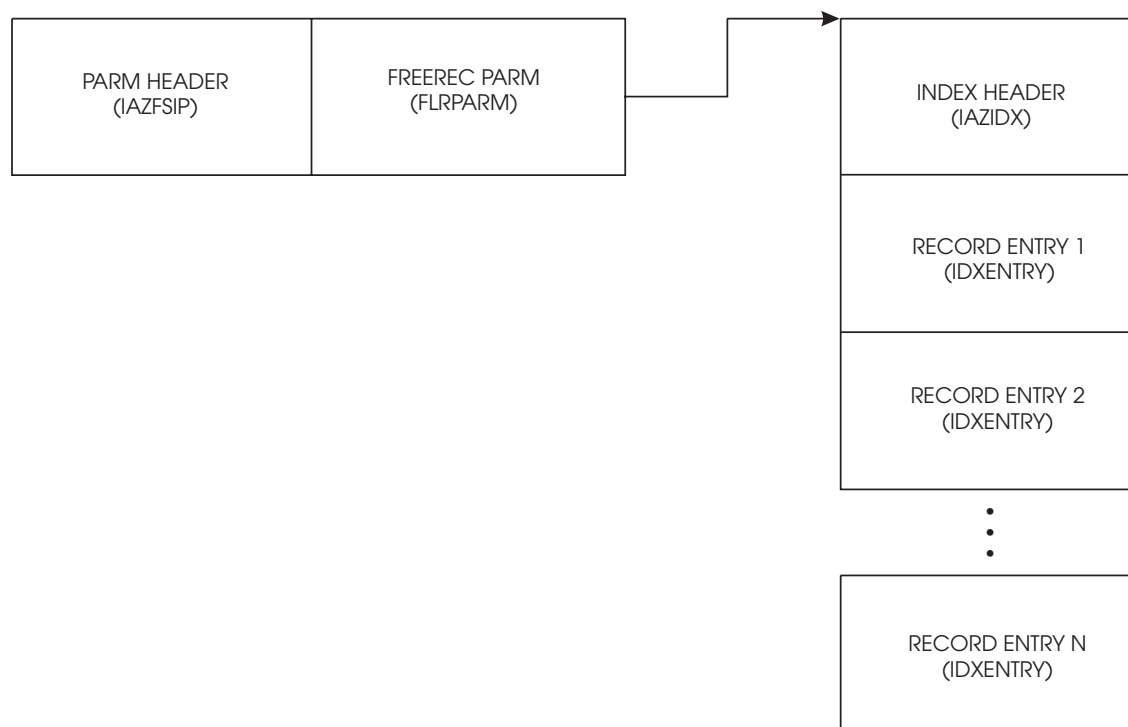 PARM HEADER
(IAZFSIP)
FREEREC PARM
(FLRPARM)
INDEX HEADER
(IAZIDX)
RECORD ENTRY 1
(IDXENTRY)
RECORD ENTRY 2
(IDXENTRY)
RECORD ENTRY N
(IDXENTRY)